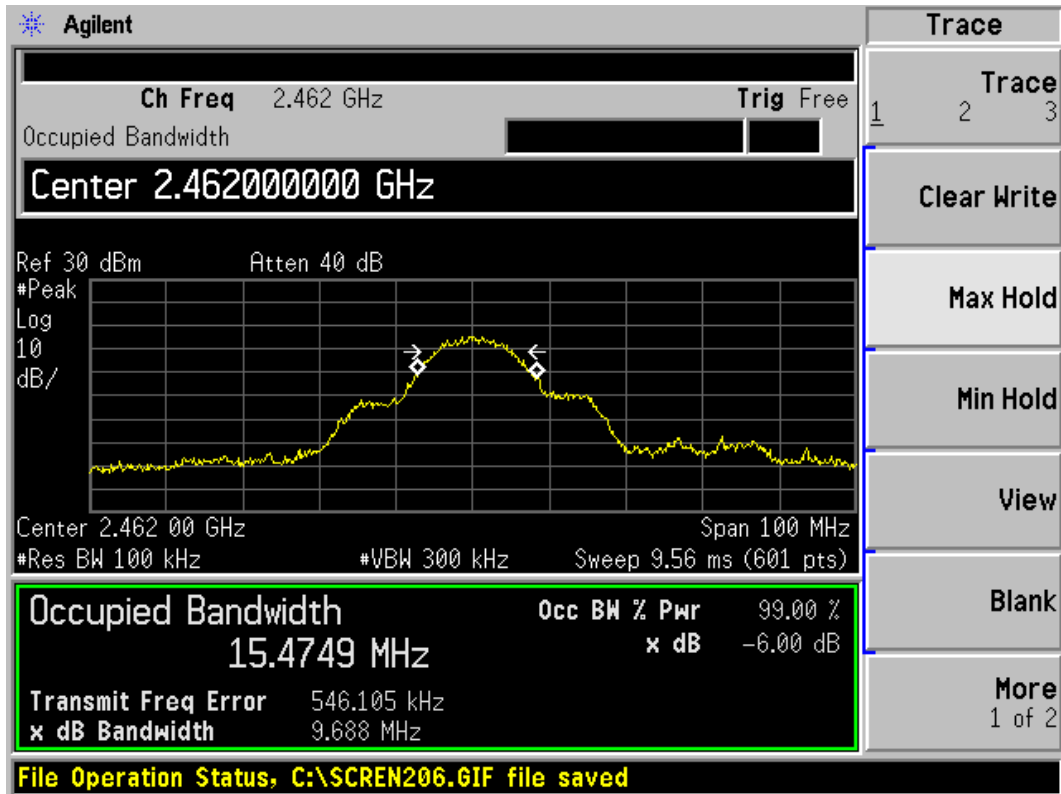 Agilent
Ch Freq 2.462 GHz Trig Free
Occupied Bandwidth
Center 2.462000000 GHz
Ref 30 dBm Atten 40 dB
#Peak
Log
10
dB/
Center 2.462 00 GHz Span 100 MHz
#Res BW 100 kHz #VBW 300 kHz Sweep 9.56 ms (601 pts)
Occupied Bandwidth Occ BW % Pwr 99.00 %
15.4749 MHz x dB -6.00 dB
Transmit Freq Error 546.105 kHz
x dB Bandwidth 9.688 MHz
File Operation Status, C:\SCREN206.GIF file saved
Trace
Trace
1 2 3
Clear Write
Max Hold
Min Hold
View
Blank
More
1 of 2